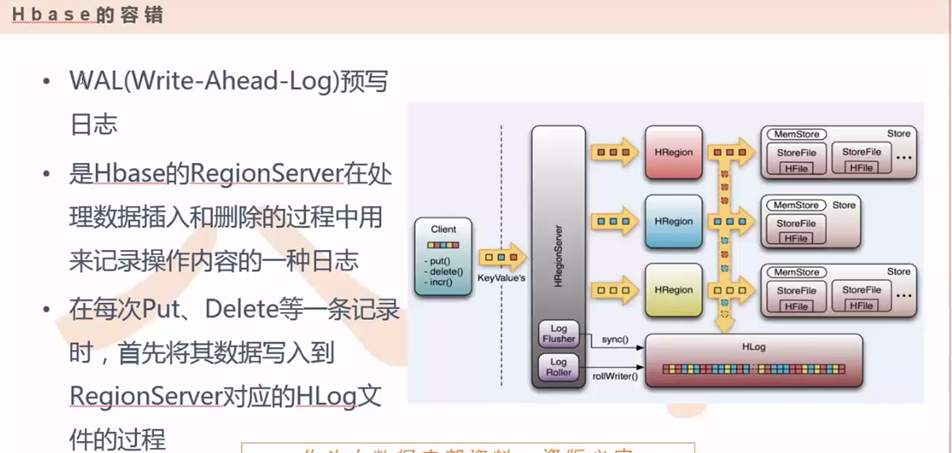 Hbase的容错
• WAL(Write-Ahead-Log)预写
日志
• 是Hbase的RegionServer在处
理数据插入和删除的过程中用
来记录操作内容的一种日志
• 在每次Put、Delete等一条记录
时，首先将其数据写入到
RegionServer对应的HLog文
件的过程
Client
- put()
- delete()
- incr()
KeyValue's
HRegionServer
Log
Flusher
Log
Roller
sync()
rollWriter()
HRegion
MemStore
Store
StoreFile
HFile
StoreFile
HFile
...
HRegion
MemStore
Store
StoreFile
HFile
HRegion
MemStore
Store
StoreFile
HFile
StoreFile
HFile
...
HLog